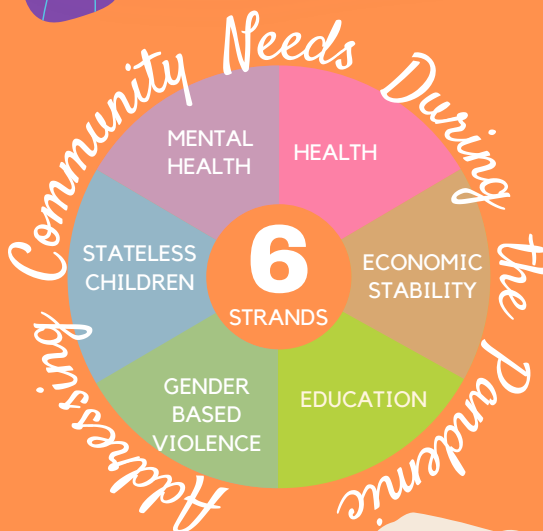 Addressing Community Needs During the Pandemic
MENTAL
HEALTH
HEALTH
STATELESS
CHILDREN
6
STRANDS
ECONOMIC
STABILITY
GENDER
BASED
VIOLENCE
EDUCATION